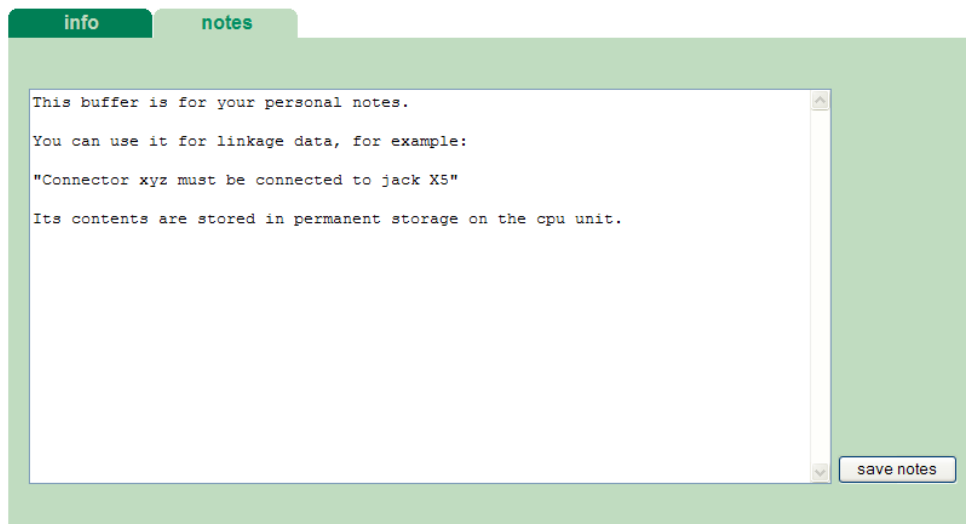 info
notes
This buffer is for your personal notes.
You can use it for linkage data, for example:
"Connector xyz must be connected to jack X5"
Its contents are stored in permanent storage on the cpu unit.
save notes